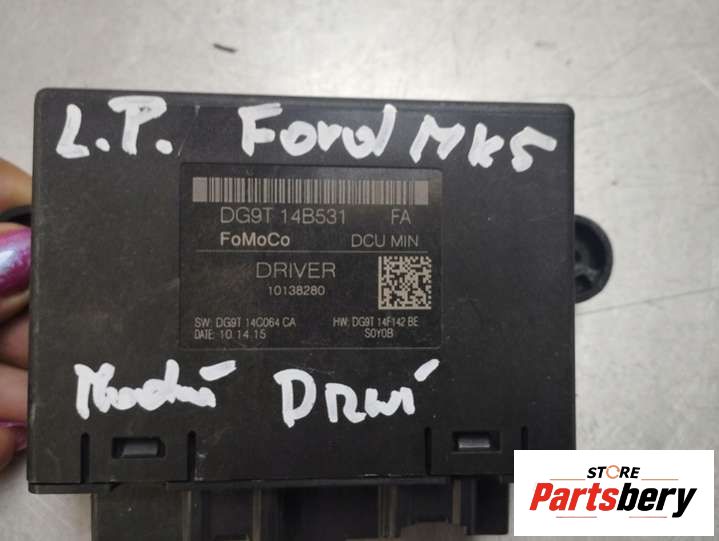 L.P. Ford MK5
DG9T 14B531 FA
FoMoCo DCU MIN
DRIVER
10138280
SW: DG9T 14C064 CA HW: DG9T 14F142 BE
DATE: 10.14.15 S0Y0B
Drzwi
STORE
Partsbery